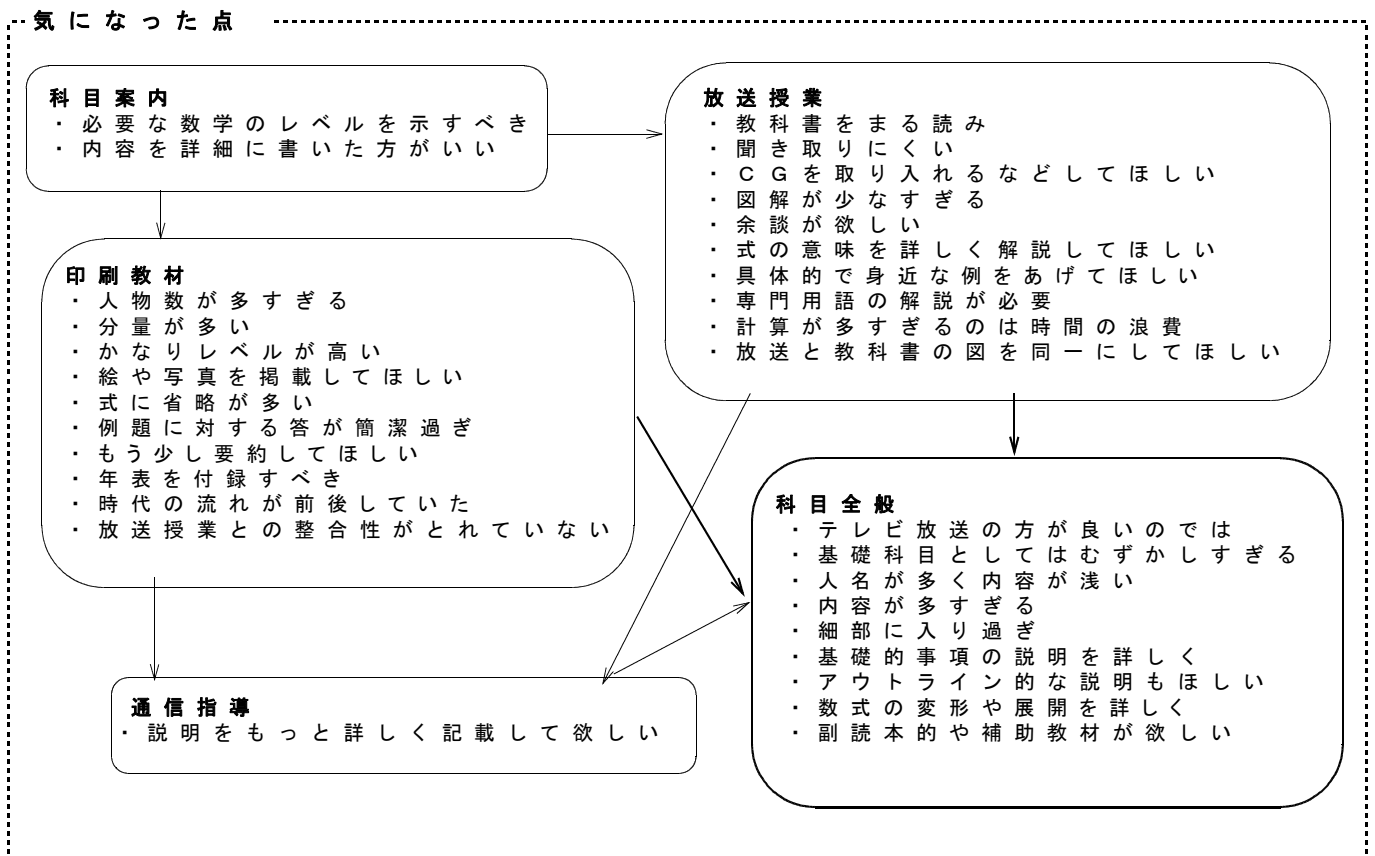 気になった点
科目案内
・必要な数学のレベルを示すべき
・内容を詳細に書いた方がいい
放送授業
・教科書をまる読み
・聞き取りにくい
・ＣＧを取り入れるなどしてほしい
・図解が少なすぎる
・余談が欲しい
・式の意味を詳しく解説してほしい
・具体的で身近な例をあげてほしい
・専門用語の解説が必要
・計算が多すぎるのは時間の浪費
・放送と教科書の図を同一にしてほしい
印刷教材
・人物数が多すぎる
・分量が多い
・かなりレベルが高い
・絵や写真を掲載してほしい
・式に省略が多い
・例題に対する答が簡潔過ぎ
・もう少し要約してほしい
・年表を付録すべき
・時代の流れが前後していた
・放送授業との整合性がとれていない
科目全般
・テレビ放送の方が良いのでは
・基礎科目としてはむずかしすぎる
・人名が多く内容が浅い
・内容が多すぎる
・細部に入り過ぎ
・基礎的事項の説明を詳しく
・アウトライン的な説明もほしい
・数式の変形や展開を詳しく
・副読本的や補助教材が欲しい
通信指導
・説明をもっと詳しく記載して欲しい